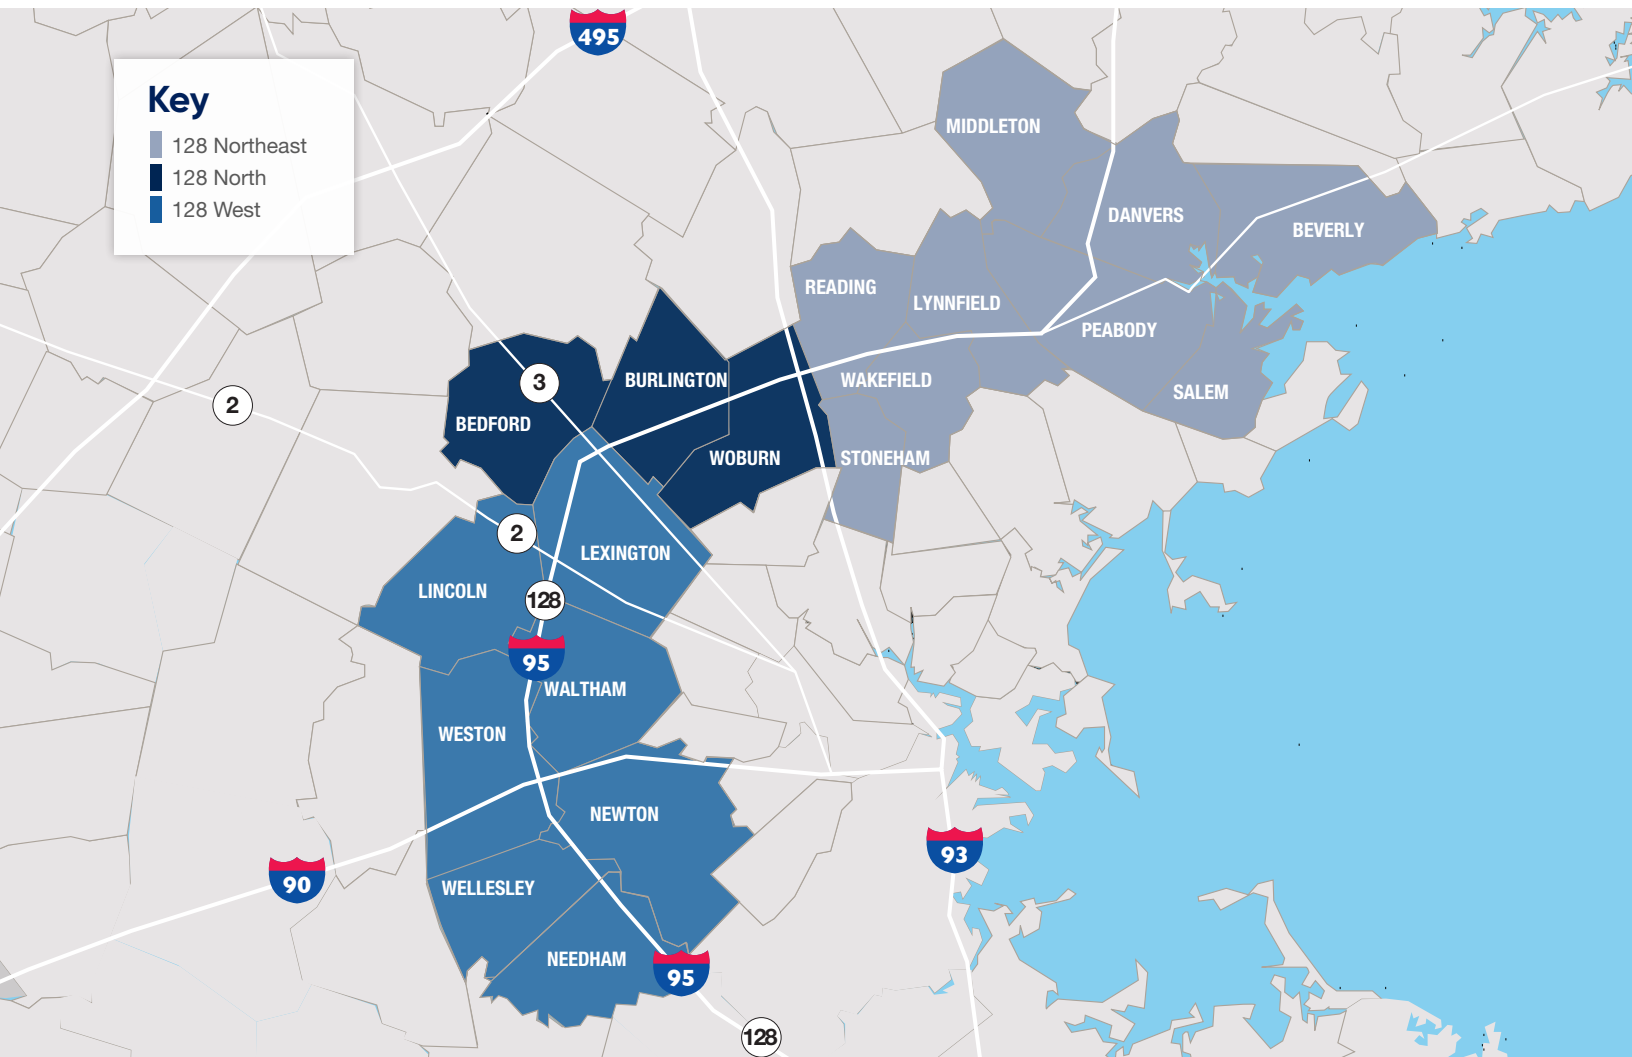 495
Key
128 Northeast
128 North
128 West
MIDDLETON
DANVERS
BEVERLY
READING
LYNNFIELD
PEABODY
3
BURLINGTON
WAKEFIELD
SALEM
2
BEDFORD
WOBURN
STONEHAM
2
LEXINGTON
LINCOLN
128
95
WALTHAM
WESTON
NEWTON
93
90
WELLESLEY
NEEDHAM
95
128